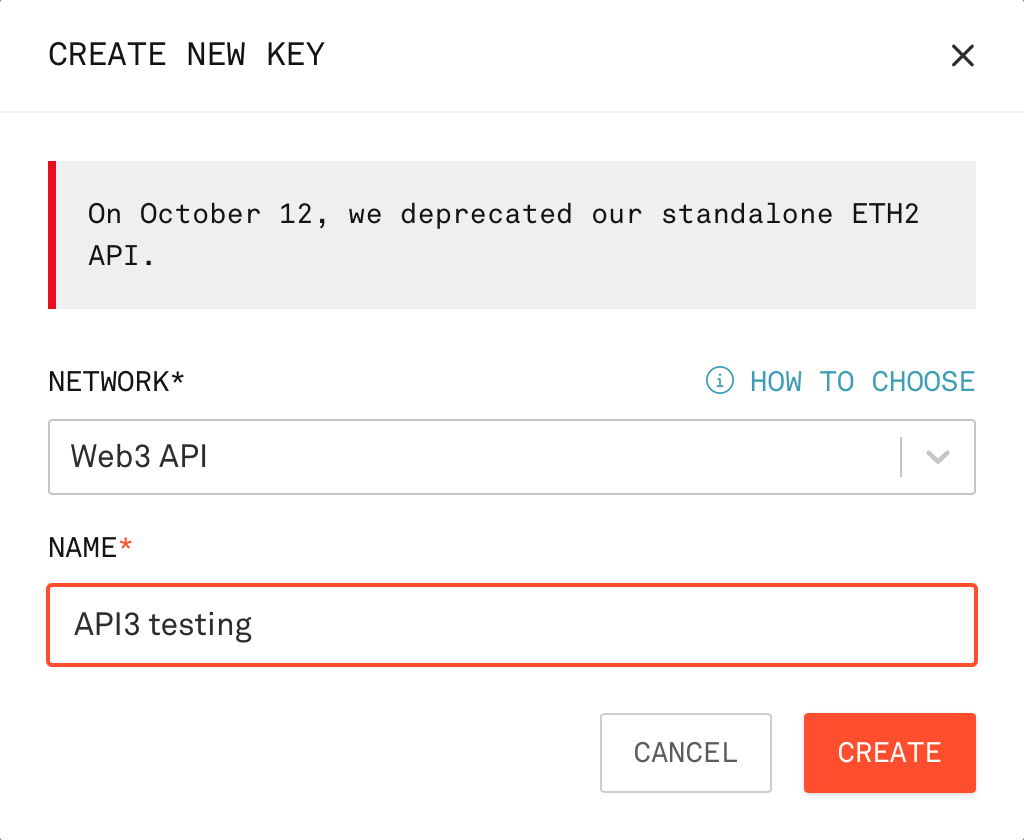 CREATE NEW KEY
On October 12, we deprecated our standalone ETH2
API.
NETWORK*
HOW TO CHOOSE
Web3 API
NAME*
API3 testing
CANCEL
CREATE